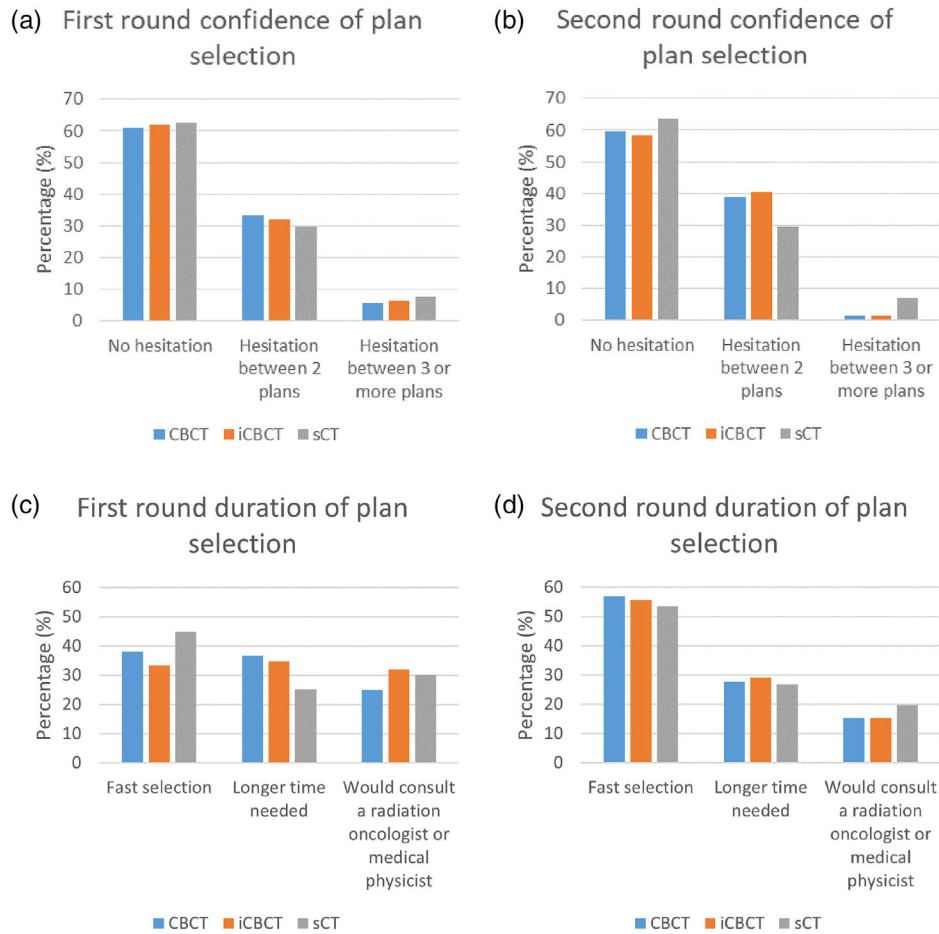 (a) First round confidence of plan
selection
Percentage (%)
70
60
50
40
30
20
10
0
No hesitation
Hesitation
between 2
plans
Hesitation
between 3 or
more plans
CBCT iCBCT sCT
(b) Second round confidence of
plan selection
Percentage (%)
70
60
50
40
30
20
10
0
No hesitation
Hesitation
between 2
plans
Hesitation
between 3 or
more plans
CBCT iCBCT sCT
(c) First round duration of plan
selection
Percentage (%)
60
50
40
30
20
10
0
Fast selection
Longer time
needed
Would consult
a radiation
oncologist or
medical
physicist
CBCT iCBCT sCT
(d) Second round duration of plan
selection
Percentage (%)
60
50
40
30
20
10
0
Fast selection
Longer time
needed
Would consult
a radiation
oncologist or
medical
physicist
CBCT iCBCT sCT